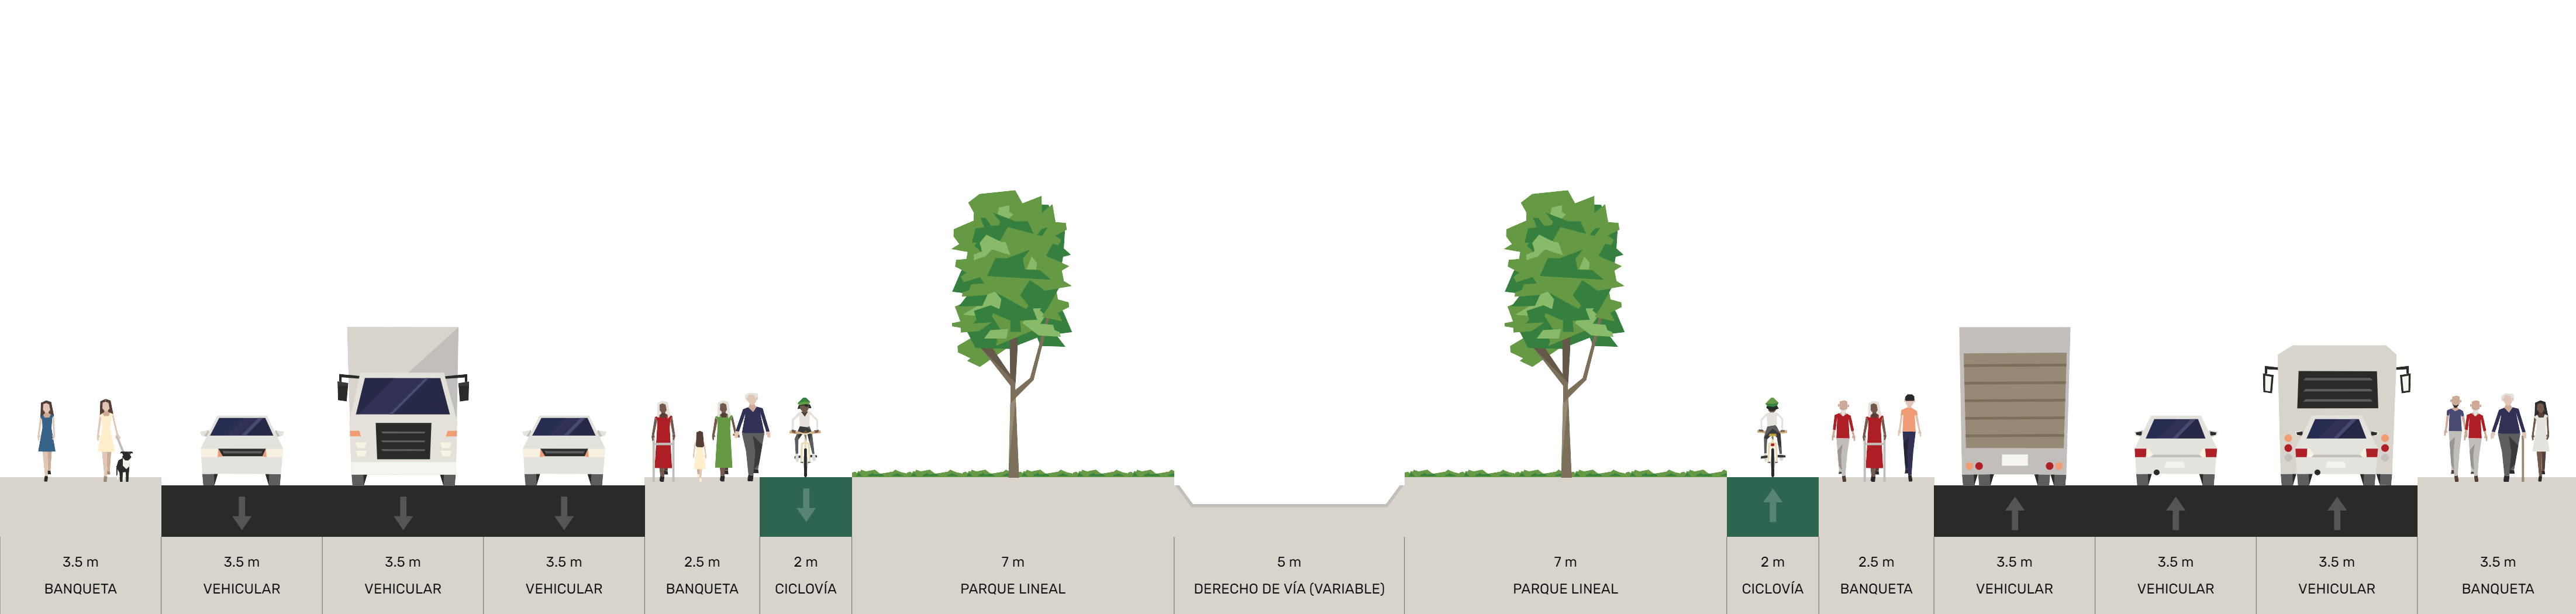 3.5 m
BANQUETA
3.5 m
VEHICULAR
3.5 m
VEHICULAR
3.5 m
VEHICULAR
2.5 m
BANQUETA
2 m
CICLOVÍA
7 m
PARQUE LINEAL
5 m
DERECHO DE VÍA (VARIABLE)
7 m
PARQUE LINEAL
2 m
CICLOVÍA
2.5 m
BANQUETA
3.5 m
VEHICULAR
3.5 m
VEHICULAR
3.5 m
VEHICULAR
3.5 m
BANQUETA